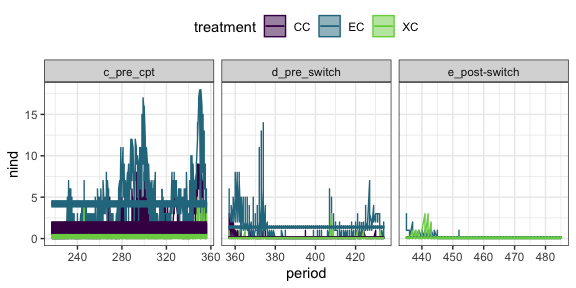 treatment CC EC XC
c_pre_cpt d_pre_switch e_post-switch
15
10
5
0
nind
240 280 320 360 360 380 400 420 440 450 460 470 480
period